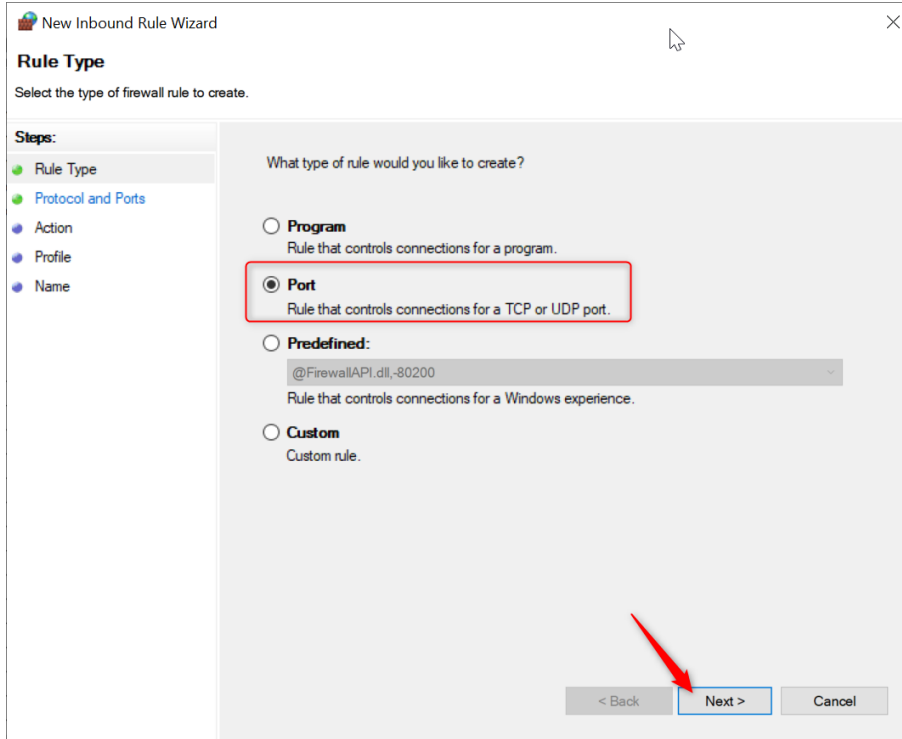 New Inbound Rule Wizard
Rule Type
Select the type of firewall rule to create.
Steps:
Rule Type
Protocol and Ports
Action
Profile
Name
What type of rule would you like to create?
Program
Rule that controls connections for a program.
Port
Rule that controls connections for a TCP or UDP port.
Predefined:
@FirewallAPI.dll,-80200
Rule that controls connections for a Windows experience.
Custom
Custom rule.
< Back
Next >
Cancel